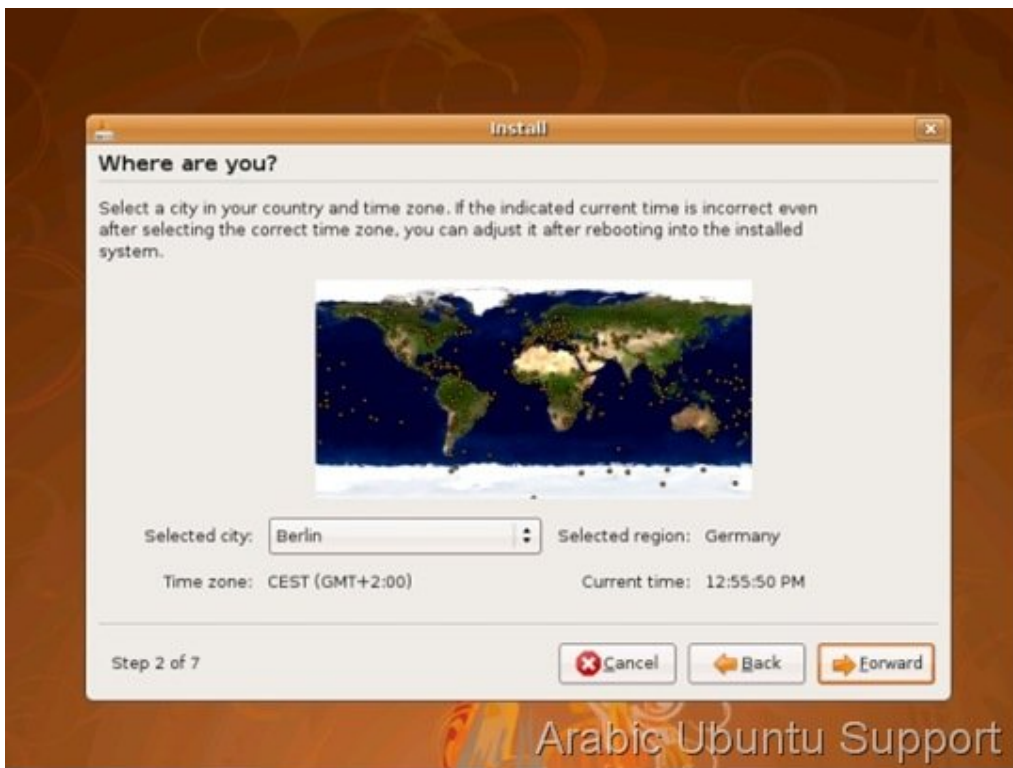 Install
Where are you?
Select a city in your country and time zone. If the indicated current time is incorrect even
after selecting the correct time zone, you can adjust it after rebooting into the installed
system.
Selected city: Berlin Selected region: Germany
Time zone: CEST (GMT+2:00) Current time: 12:55:50 PM
Step 2 of 7 Cancel Back Forward
Arabic Ubuntu Support